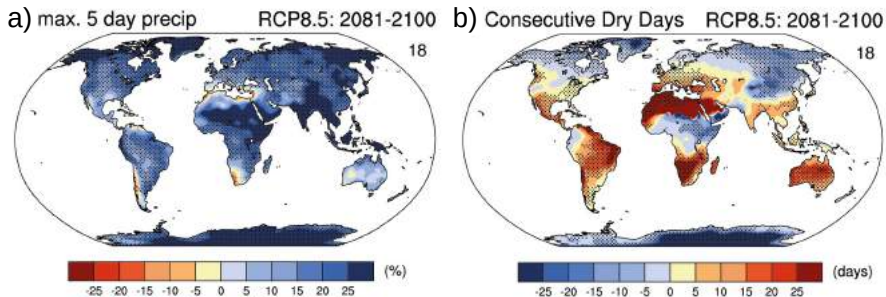 a) max. 5 day precip RCP8.5: 2081-2100
18
-25 -20 -15 -10 -5 0 5 10 15 20 25 (%)
b) Consecutive Dry Days RCP8.5: 2081-2100
18
-25 -20 -15 -10 -5 0 5 10 15 20 25 (days)